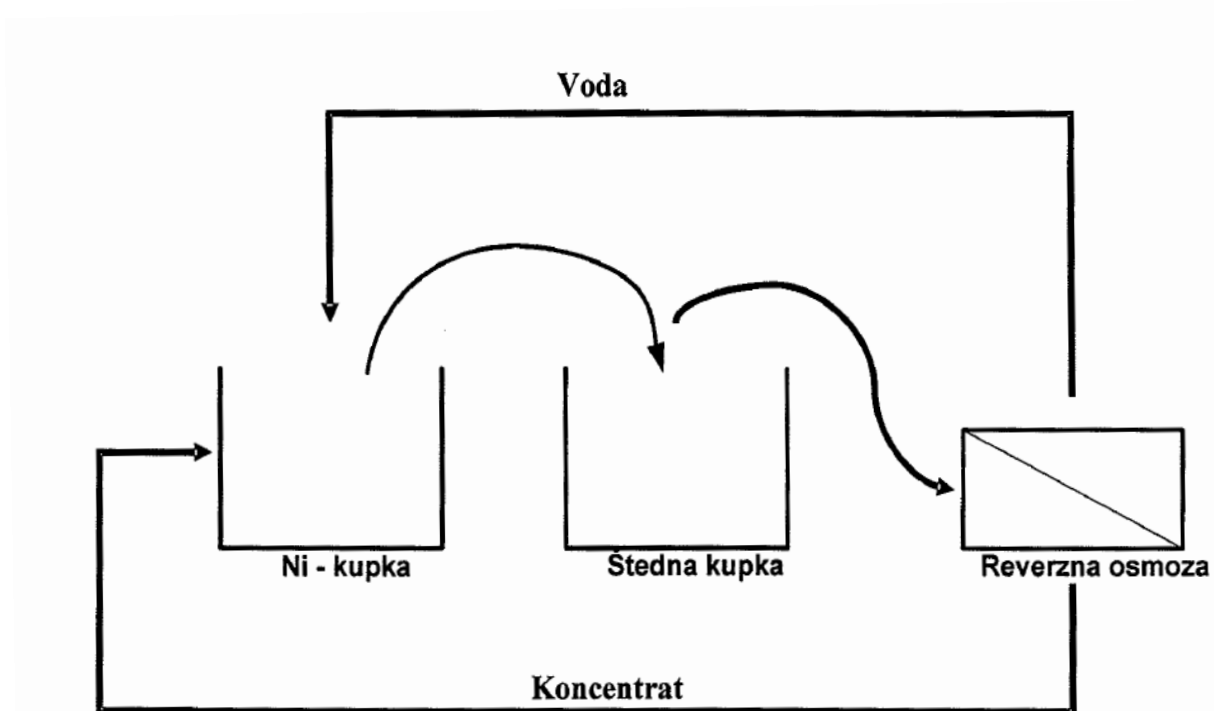 Voda
Ni - kupka
Štedna kupka
Reverzna osmoza
Koncentrat